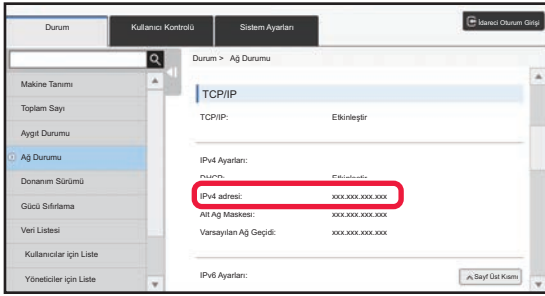 Durum
Kullanıcı Kontrolü
Sistem Ayarları
İdareci Oturum Girişi
Durum > Ağ Durumu
Makine Tanımı
Toplam Sayı
Aygıt Durumu
Ağ Durumu
Donanım Sürümü
Gücü Sıfırlama
Veri Listesi
Kullanıcılar için Liste
Yöneticiler için Liste
TCP/IP
TCP/IP: Etkinleştir
IPv4 Ayarları:
DHCP: Etkinleştir
IPv4 adresi: xxx.xxx.xxx.xxx
Alt Ağ Maskesi: xxx.xxx.xxx.xxx
Varsayılan Ağ Geçidi: xxx.xxx.xxx.xxx
IPv6 Ayarları:
Sayf Üst Kısmı